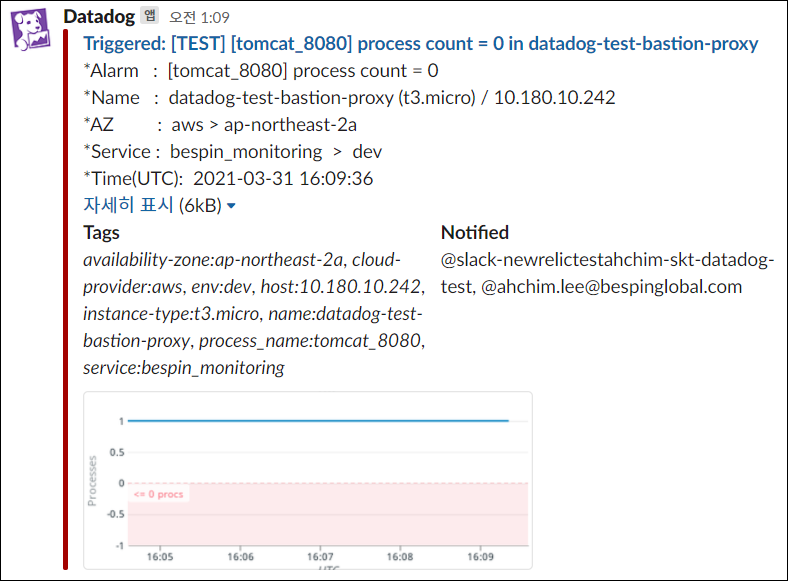 Datadog 앱 오전 1:09
Triggered: [TEST] [tomcat_8080] process count = 0 in datadog-test-bastion-proxy
*Alarm : [tomcat_8080] process count = 0
*Name : datadog-test-bastion-proxy (t3.micro) / 10.180.10.242
*AZ : aws > ap-northeast-2a
*Service : bespin_monitoring > dev
*Time(UTC): 2021-03-31 16:09:36
자세히 표시 (6kB)
Tags
availability-zone:ap-northeast-2a, cloud-
provider:aws, env:dev, host:10.180.10.242,
instance-type:t3.micro, name:datadog-test-
bastion-proxy, process_name:tomcat_8080,
service:bespin_monitoring
Notified
@slack-newrelictestahchim-skt-datadog-
test, @ahchim.lee@bespinglobal.com
Processes
1
0.5
0
<= 0 procs
-0.5
-1
16:05 16:06 16:07 16:08 16:09
UTC